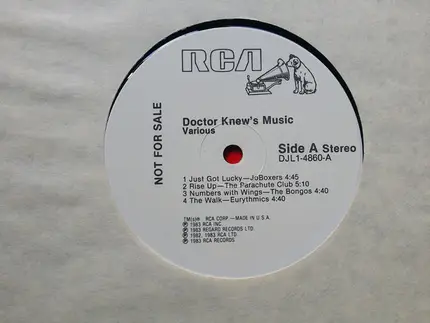 RCA
NOT FOR SALE
Doctor Knew's Music
Various
Side A Stereo
DJL1-4860-A
1 Just Got Lucky—JoBoxers 4:45
2 Rise Up—The Parachute Club 5:10
3 Numbers with Wings—The Bongos 4:40
4 The Walk—Eurythmics 4:40
RCA CORP —MADE IN U.S.A.
℗ 1983 RCA INC
℗ 1983 REGARD RECORDS LTD
℗ 1982, 1983 RCA LTD.
℗ 1983 RCA RECORDS